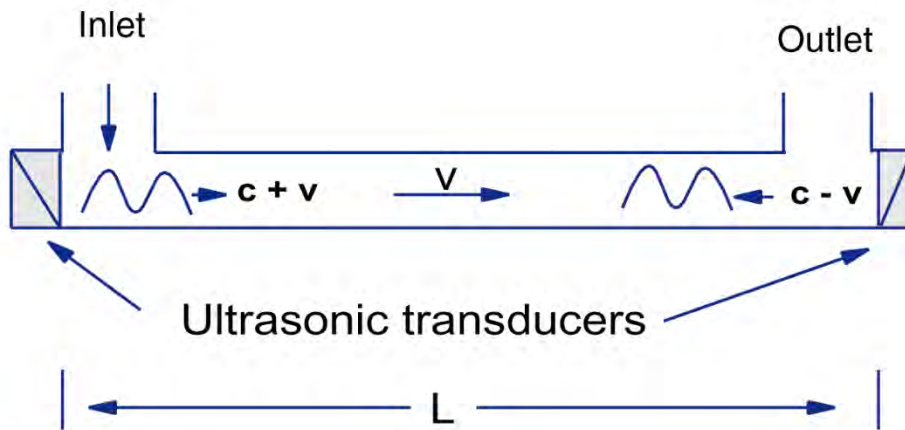 Inlet
Outlet
c + v
V
c - v
Ultrasonic transducers
L